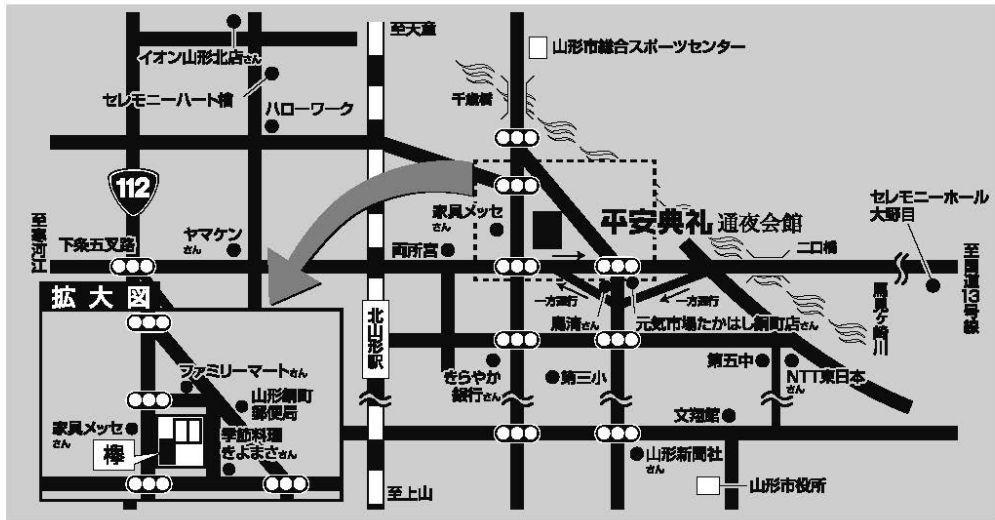 至天童
山形市総合スポーツセンター
イオン山形北店さん
セレモニーハート櫝
千歳橋
ハローワーク
112
家具メッセ
さん
平安典礼 通夜会館
セレモニーホール
大野目
至寒河江
下条五叉路
ヤマケン
さん
両所宮
二口橋
至国道13号線
馬見ヶ崎川
一方通行
一方通行
元気市場たかはし銅町店さん
北山形駅
きらやか
銀行さん
第三小
第五中
NTT東日本
さん
文翔館
山形新聞社
さん
山形市役所
至上山
拡大図
ファミリーマートさん
山形銅町
郵便局
家具メッセ
さん
季節料理
きよまささん
欅